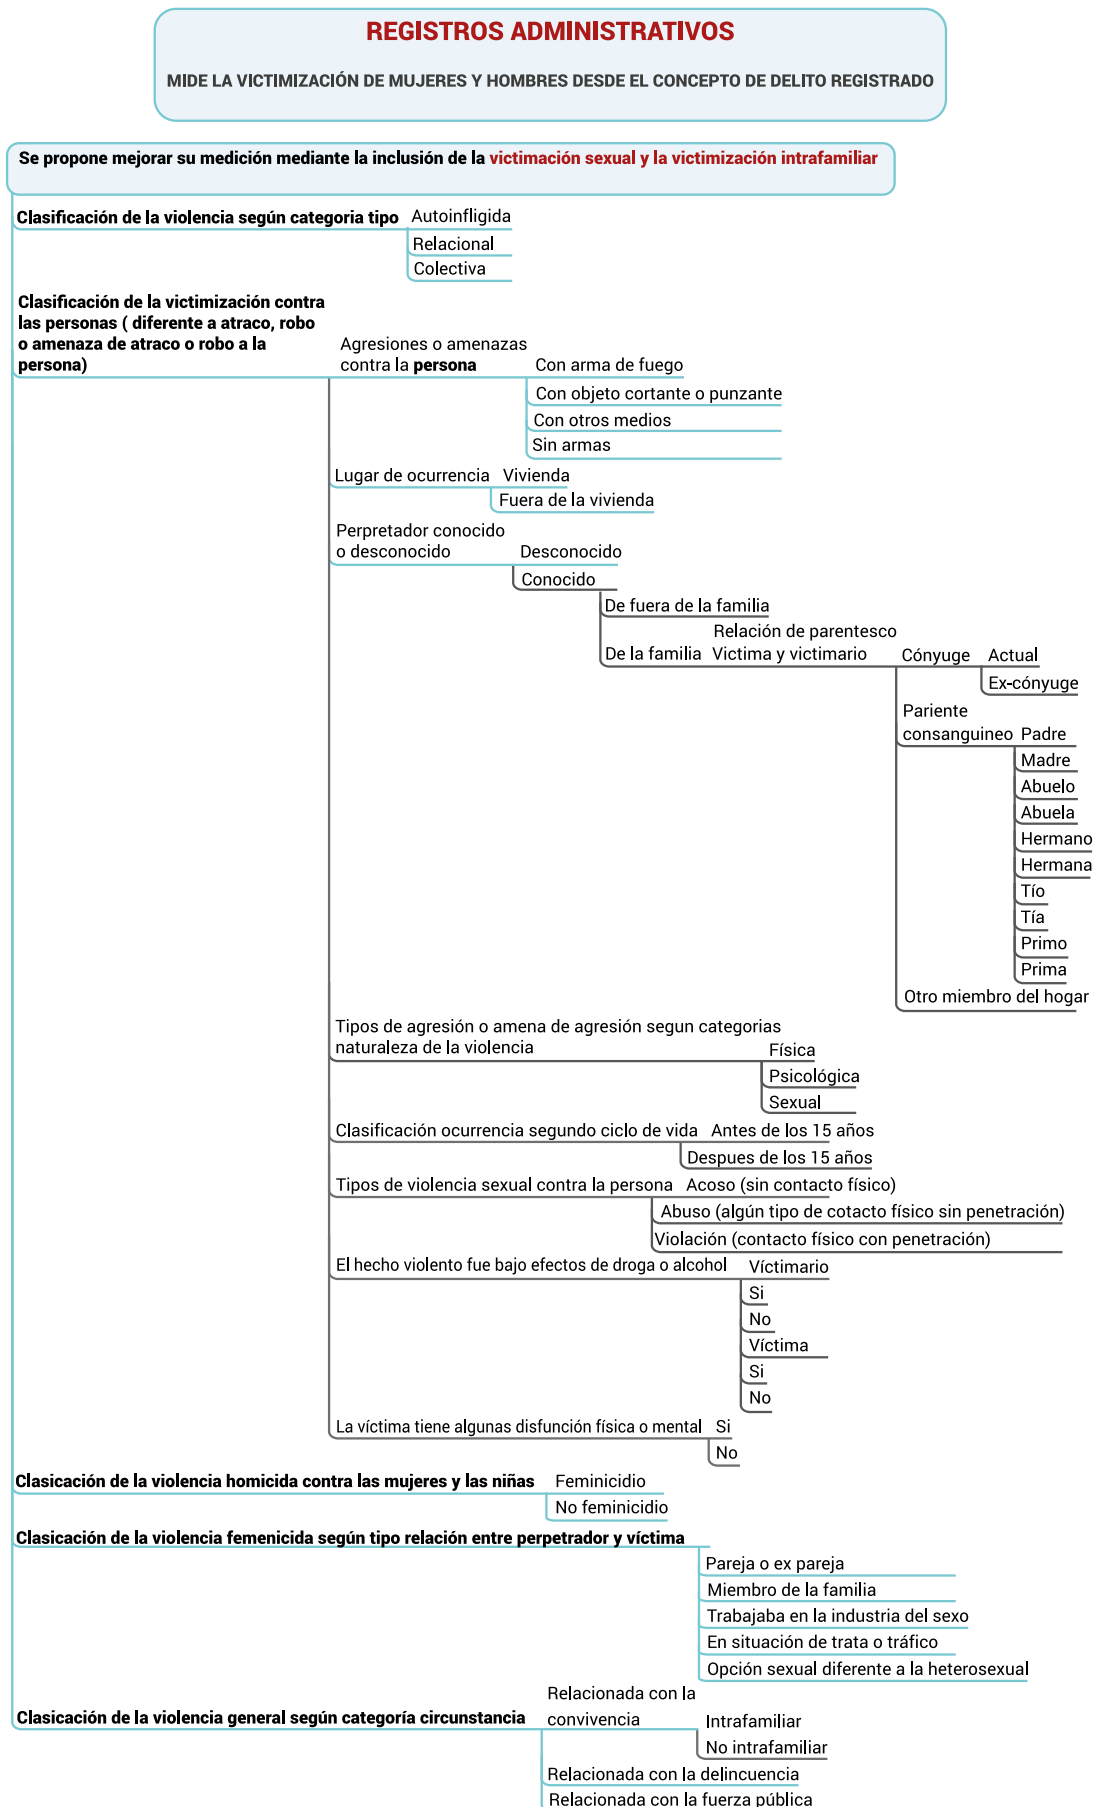 REGISTROS ADMINISTRATIVOS
MIDE LA VICTIMIZACIÓN DE MUJERES Y HOMBRES DESDE EL CONCEPTO DE DELITO REGISTRADO
Se propone mejorar su medición mediante la inclusión de la victimación sexual y la victimización intrafamiliar
Clasificación de la violencia según categoria tipo
Autoinfligida
Relacional
Colectiva
Clasificación de la victimización contra
las personas ( diferente a atraco, robo
o amenaza de atraco o robo a la
persona)
Agresiones o amenazas
contra la persona
Con arma de fuego
Con objeto cortante o punzante
Con otros medios
Sin armas
Lugar de ocurrencia
Vivienda
Fuera de la vivienda
Perpretador conocido
o desconocido
Desconocido
Conocido
De fuera de la familia
De la familia
Relación de parentesco
Victima y victimario
Cónyuge
Actual
Ex-cónyuge
Pariente
consanguineo
Padre
Madre
Abuelo
Abuela
Hermano
Hermana
Tío
Tía
Primo
Prima
Otro miembro del hogar
Tipos de agresión o amena de agresión segun categorias
naturaleza de la violencia
Física
Psicológica
Sexual
Clasificación ocurrencia segundo ciclo de vida
Antes de los 15 años
Despues de los 15 años
Tipos de violencia sexual contra la persona
Acoso (sin contacto físico)
Abuso (algún tipo de cotacto físico sin penetración)
Violación (contacto físico con penetración)
El hecho violento fue bajo efectos de droga o alcohol
Víctimario
Si
No
Víctima
Si
No
La víctima tiene algunas disfunción física o mental
Si
No
Clasicación de la violencia homicida contra las mujeres y las niñas
Feminicidio
No feminicidio
Clasicación de la violencia femenicida según tipo relación entre perpetrador y víctima
Pareja o ex pareja
Miembro de la familia
Trabajaba en la industria del sexo
En situación de trata o tráfico
Opción sexual diferente a la heterosexual
Clasicación de la violencia general según categoría circunstancia
Relacionada con la
convivencia
Intrafamiliar
No intrafamiliar
Relacionada con la delincuencia
Relacionada con la fuerza pública